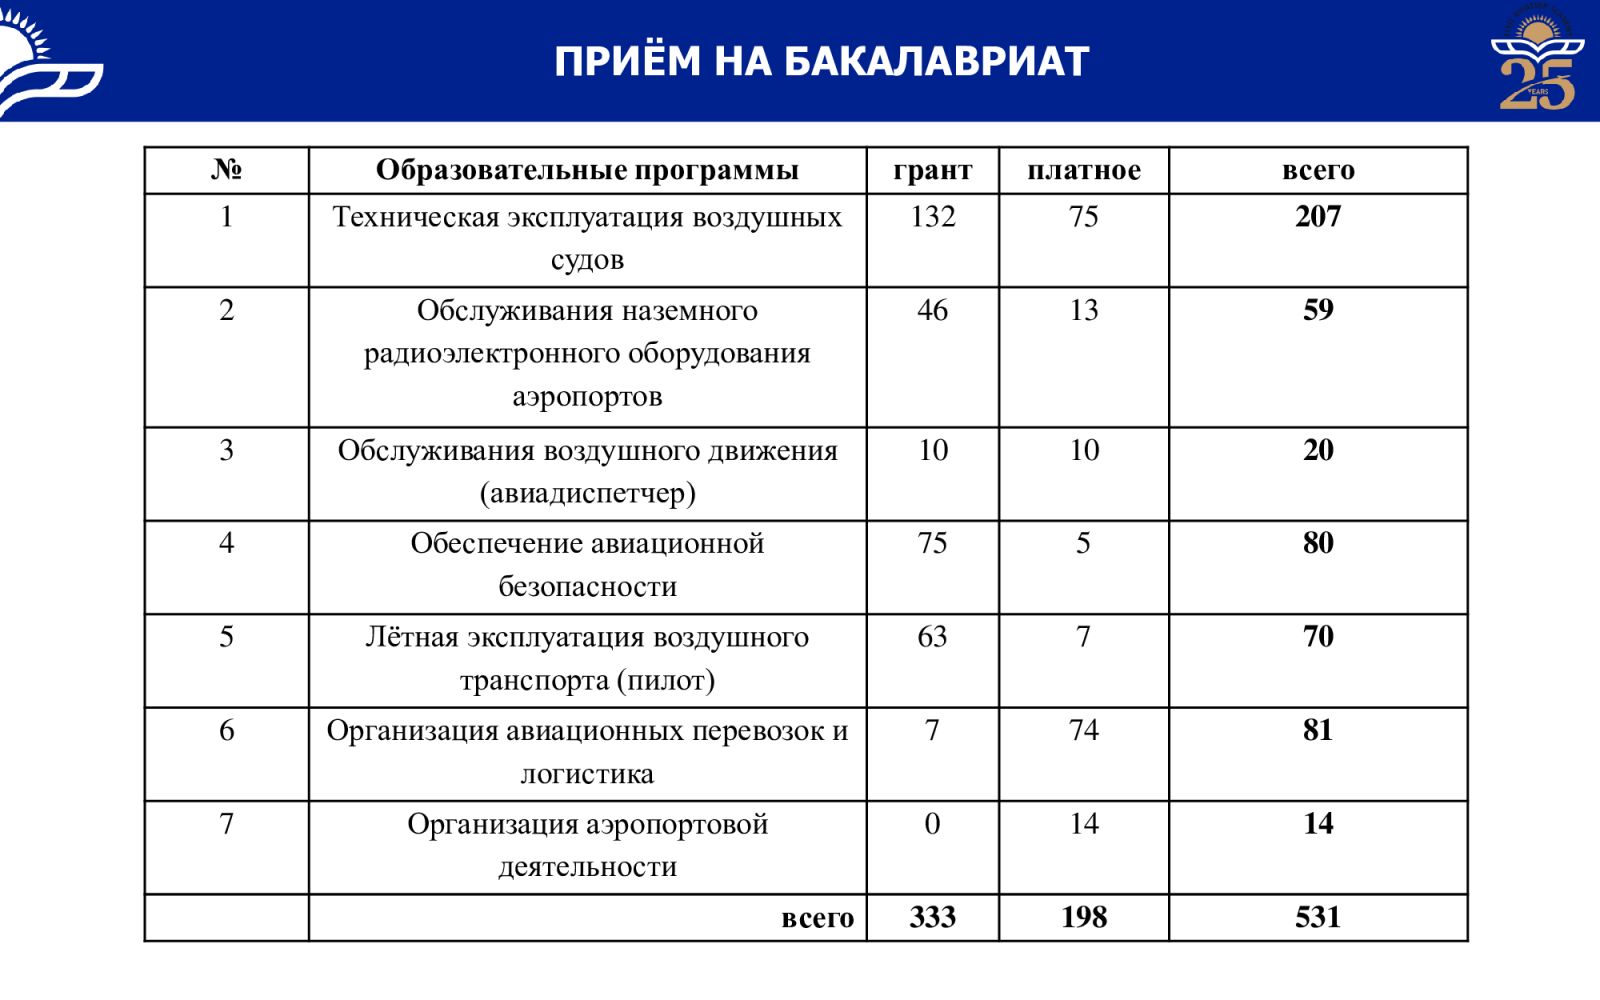 ПРИЁМ НА БАКАЛАВРИАТ
25
YEARS
№ Образовательные программы грант платное всего
1 Техническая эксплуатация воздушных 132 75 207
судов
2 Обслуживания наземного 46 13 59
радиоэлектронного оборудования
аэропортов
3 Обслуживания воздушного движения 10 10 20
(авиадиспетчер)
4 Обеспечение авиационной 75 5 80
безопасности
5 Лётная эксплуатация воздушного 63 7 70
транспорта (пилот)
6 Организация авиационных перевозок и 7 74 81
логистика
7 Организация аэропортовой 0 14 14
деятельности
всего 333 198 531